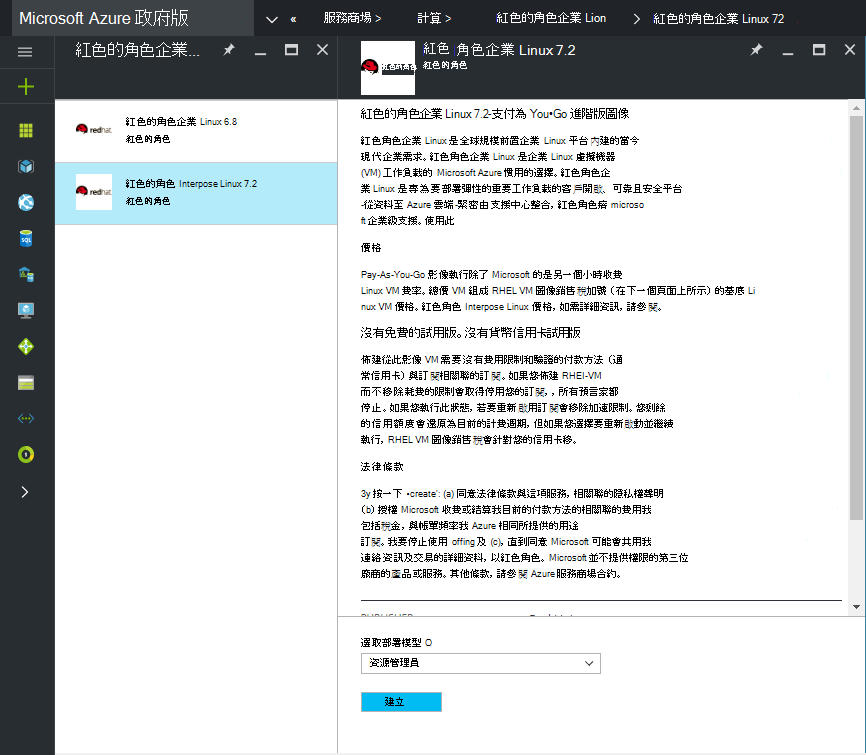 Microsoft Azure 政府版
«
服務商場 >
計算 >
紅色的角色企業 Lion
紅色的角色企業 Linux 72
紅色的角色企業...
紅色 角色企業 Linux 7.2
紅色的角色
redhat
紅色的角色企業 Linux 6.8
紅色的角色
redhat
紅色的角色 Interpose Linux 7.2
紅色的角色
紅色的角色企業 Linux 7.2-支付為 You•Go 進階版圖像
紅色角色企業 Linux 是全球規模前置企業 Linux 平台 內建的當今
現代企業需求。紅色角色企業 Linux 是企業 Linux 虛擬機器
(VM) 工作負載的 Microsoft Azure 慣用的選擇。紅色角色企
業 Linux 是專為要部署彈性的重要工作負載的客戶開啟、可靠且安全平台
-從資料至 Azure 雲端-緊密由 支援中心整合，紅色角色瘠 microso
ft 企業級支援。使用此
價格
Pay-As-You-Go 影像執行除了 Microsoft 的是另一個小時收費
Linux VM 費率。總價 VM 組成 RHEL VM 圖像銷售稅加號（在下一個頁面上所示）的基底 Li
nux VM 價格。紅色角色 Interpose Linux 價格，如需詳細資訊，請參閱。
沒有免費的試用版。沒有貨幣信用卡試用版
佈建從此影像 VM 需要沒有費用限制和驗證的付款方法（通
常信用卡）與訂閱相關聯的訂閱。如果您佈建 RHEI-VM
而不移除耗費的限制會取得停用您的訂閱，，所有預言家都
停止。如果您執行此狀態，若要重新啟用訂閱會移除加速限制。您剩餘
的信用額度會還原為目前的計費週期，但如果您選擇要重新啟動並繼續
執行，RHEL VM 圖像銷售稅會針對您的信用卡移。
法律條款
3y 按一下 •create': (a) 同意法律條款與這項服務，相關聯的隱私權聲明
（b）授權 Microsoft 收費或結算我目前的付款方法的相關聯的費用我
包括稅金，與帳單頻率我 Azure 相同所提供的用途
訂閱。我要停止使用 offing 及 (c)，直到同意 Microsoft 可能會共用我
連絡資訊及交易的詳細資料，以紅色角色。Microsoft 並不提供權限的第三位
廠商的產品或服務。其他條款，請參閱 Azure 服務商場合約。
PUBLISHER
選取部署模型 O
資源管理員
建立